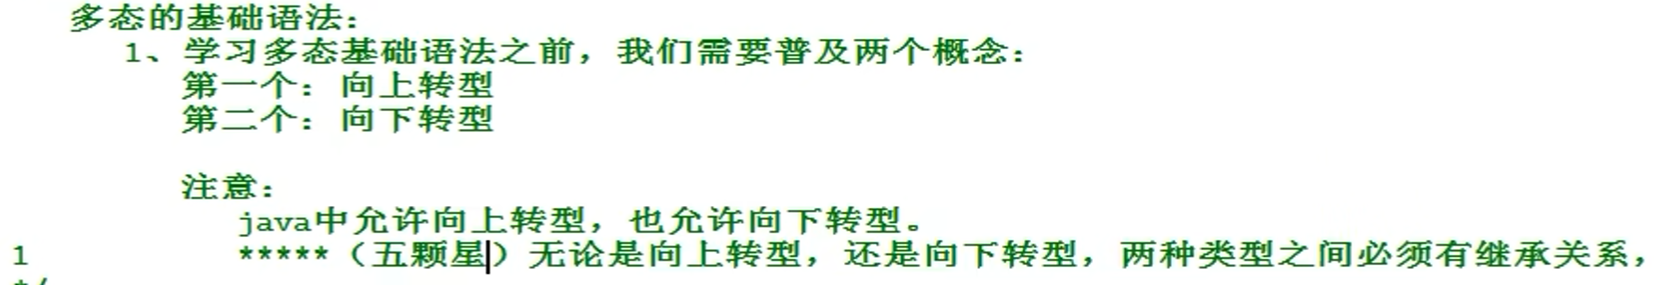 多态的基础语法：
1、学习多态基础语法之前，我们需要普及两个概念：
第一个：向上转型
第二个：向下转型
注意：
java中允许向上转型，也允许向下转型。
1 *****（五颗星）无论是向上转型，还是向下转型，两种类型之间必须有继承关系，
*/